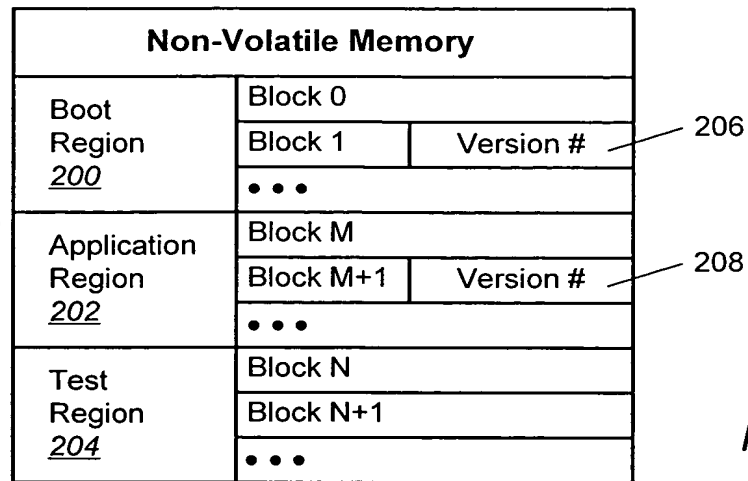 Non-Volatile Memory
Boot
Region
200
Block 0
Block 1 Version #
• • •
206
Application
Region
202
Block M
Block M+1 Version #
• • •
208
Test
Region
204
Block N
Block N+1
• • •